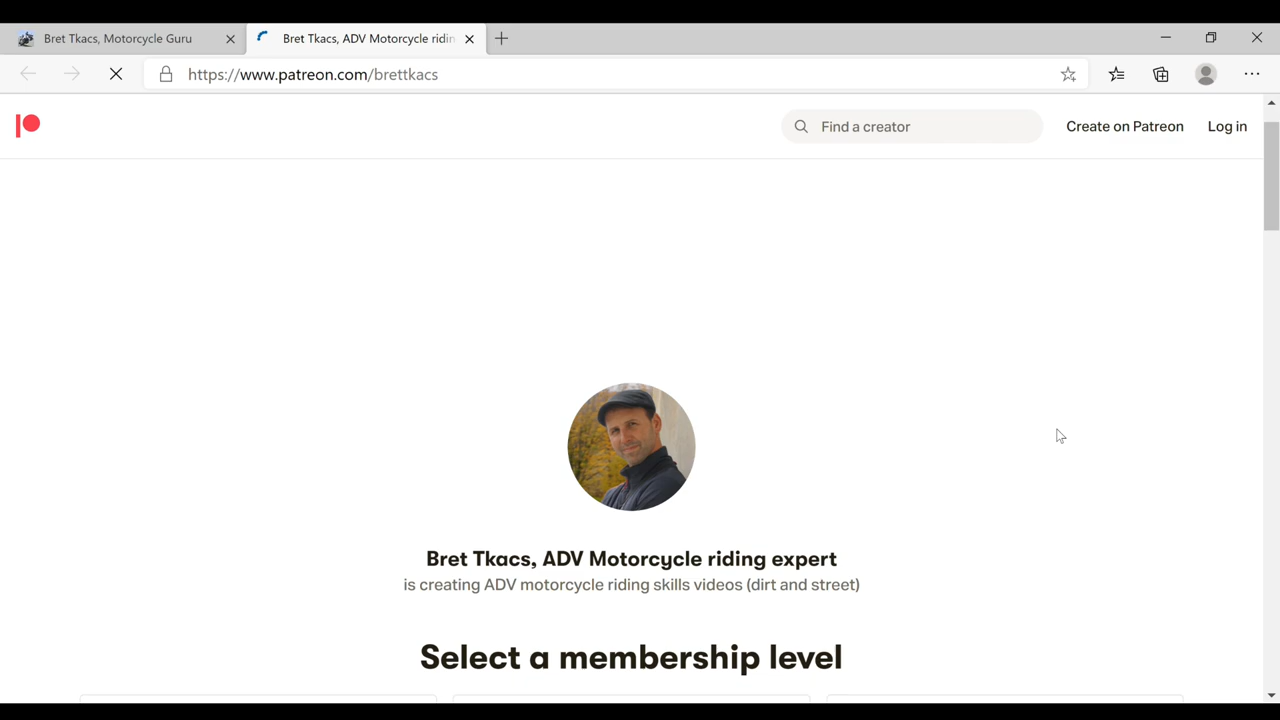 Bret Tkacs, Motorcycle Guru
Bret Tkacs, ADV Motorcycle ridin
https://www.patreon.com/brettkacs
Find a creator
Create on Patreon
Log in
Bret Tkacs, ADV Motorcycle riding expert
is creating ADV motorcycle riding skills videos (dirt and street)
Select a membership level